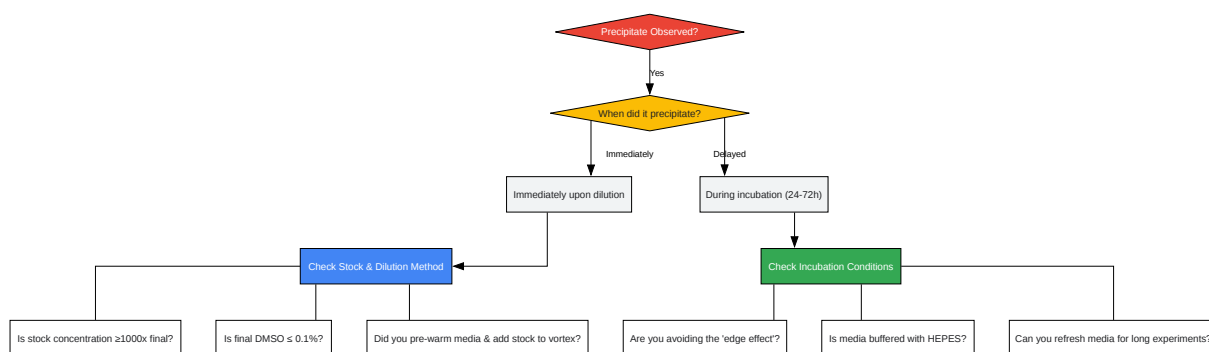 Precipitate Observed?
Yes
When did it precipitate?
Immediately
Delayed
Immediately upon dilution
During incubation (24-72h)
Check Stock & Dilution Method
Check Incubation Conditions
Is stock concentration ≥1000x final?
Is final DMSO ≤ 0.1%?
Did you pre-warm media & add stock to vortex?
Are you avoiding the 'edge effect'?
Is media buffered with HEPES?
Can you refresh media for long experiments?